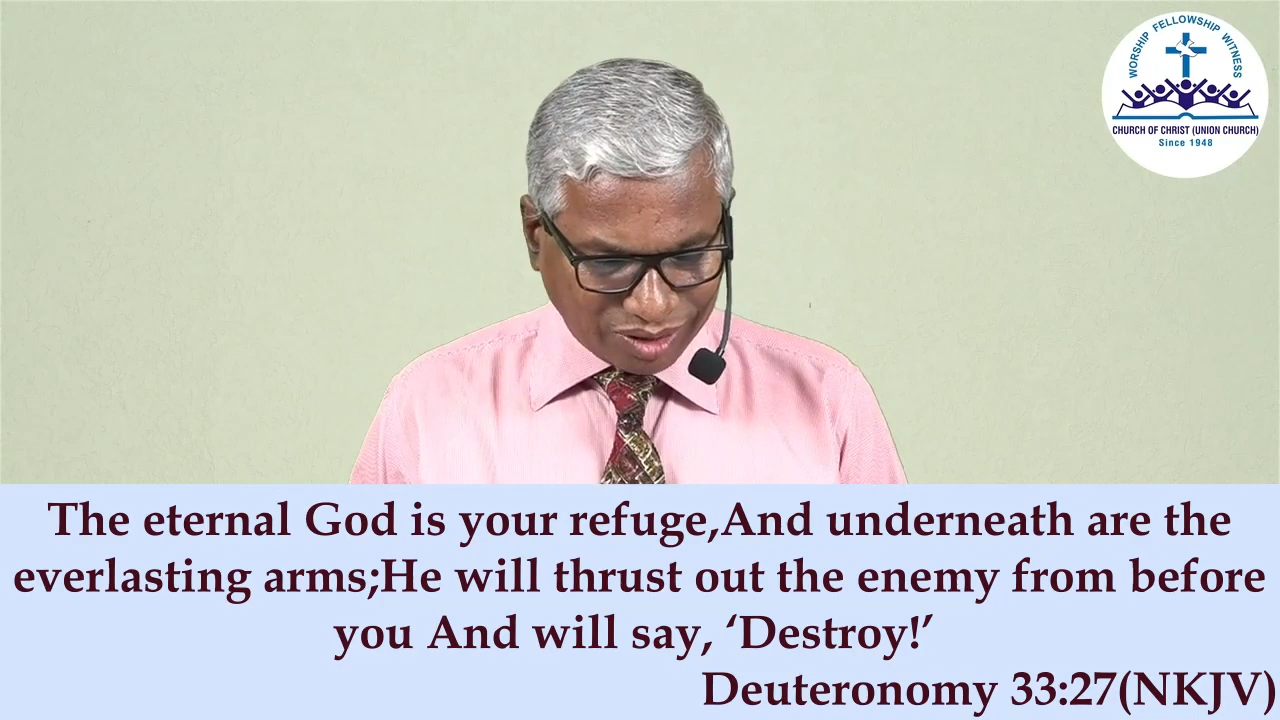 WORSHIP FELLOWSHIP WITNESS
CHURCH OF CHRIST (UNION CHURCH)
Since 1948
The eternal God is your refuge,And underneath are the
everlasting arms;He will thrust out the enemy from before
you And will say, ‘Destroy!’
Deuteronomy 33:27(NKJV)